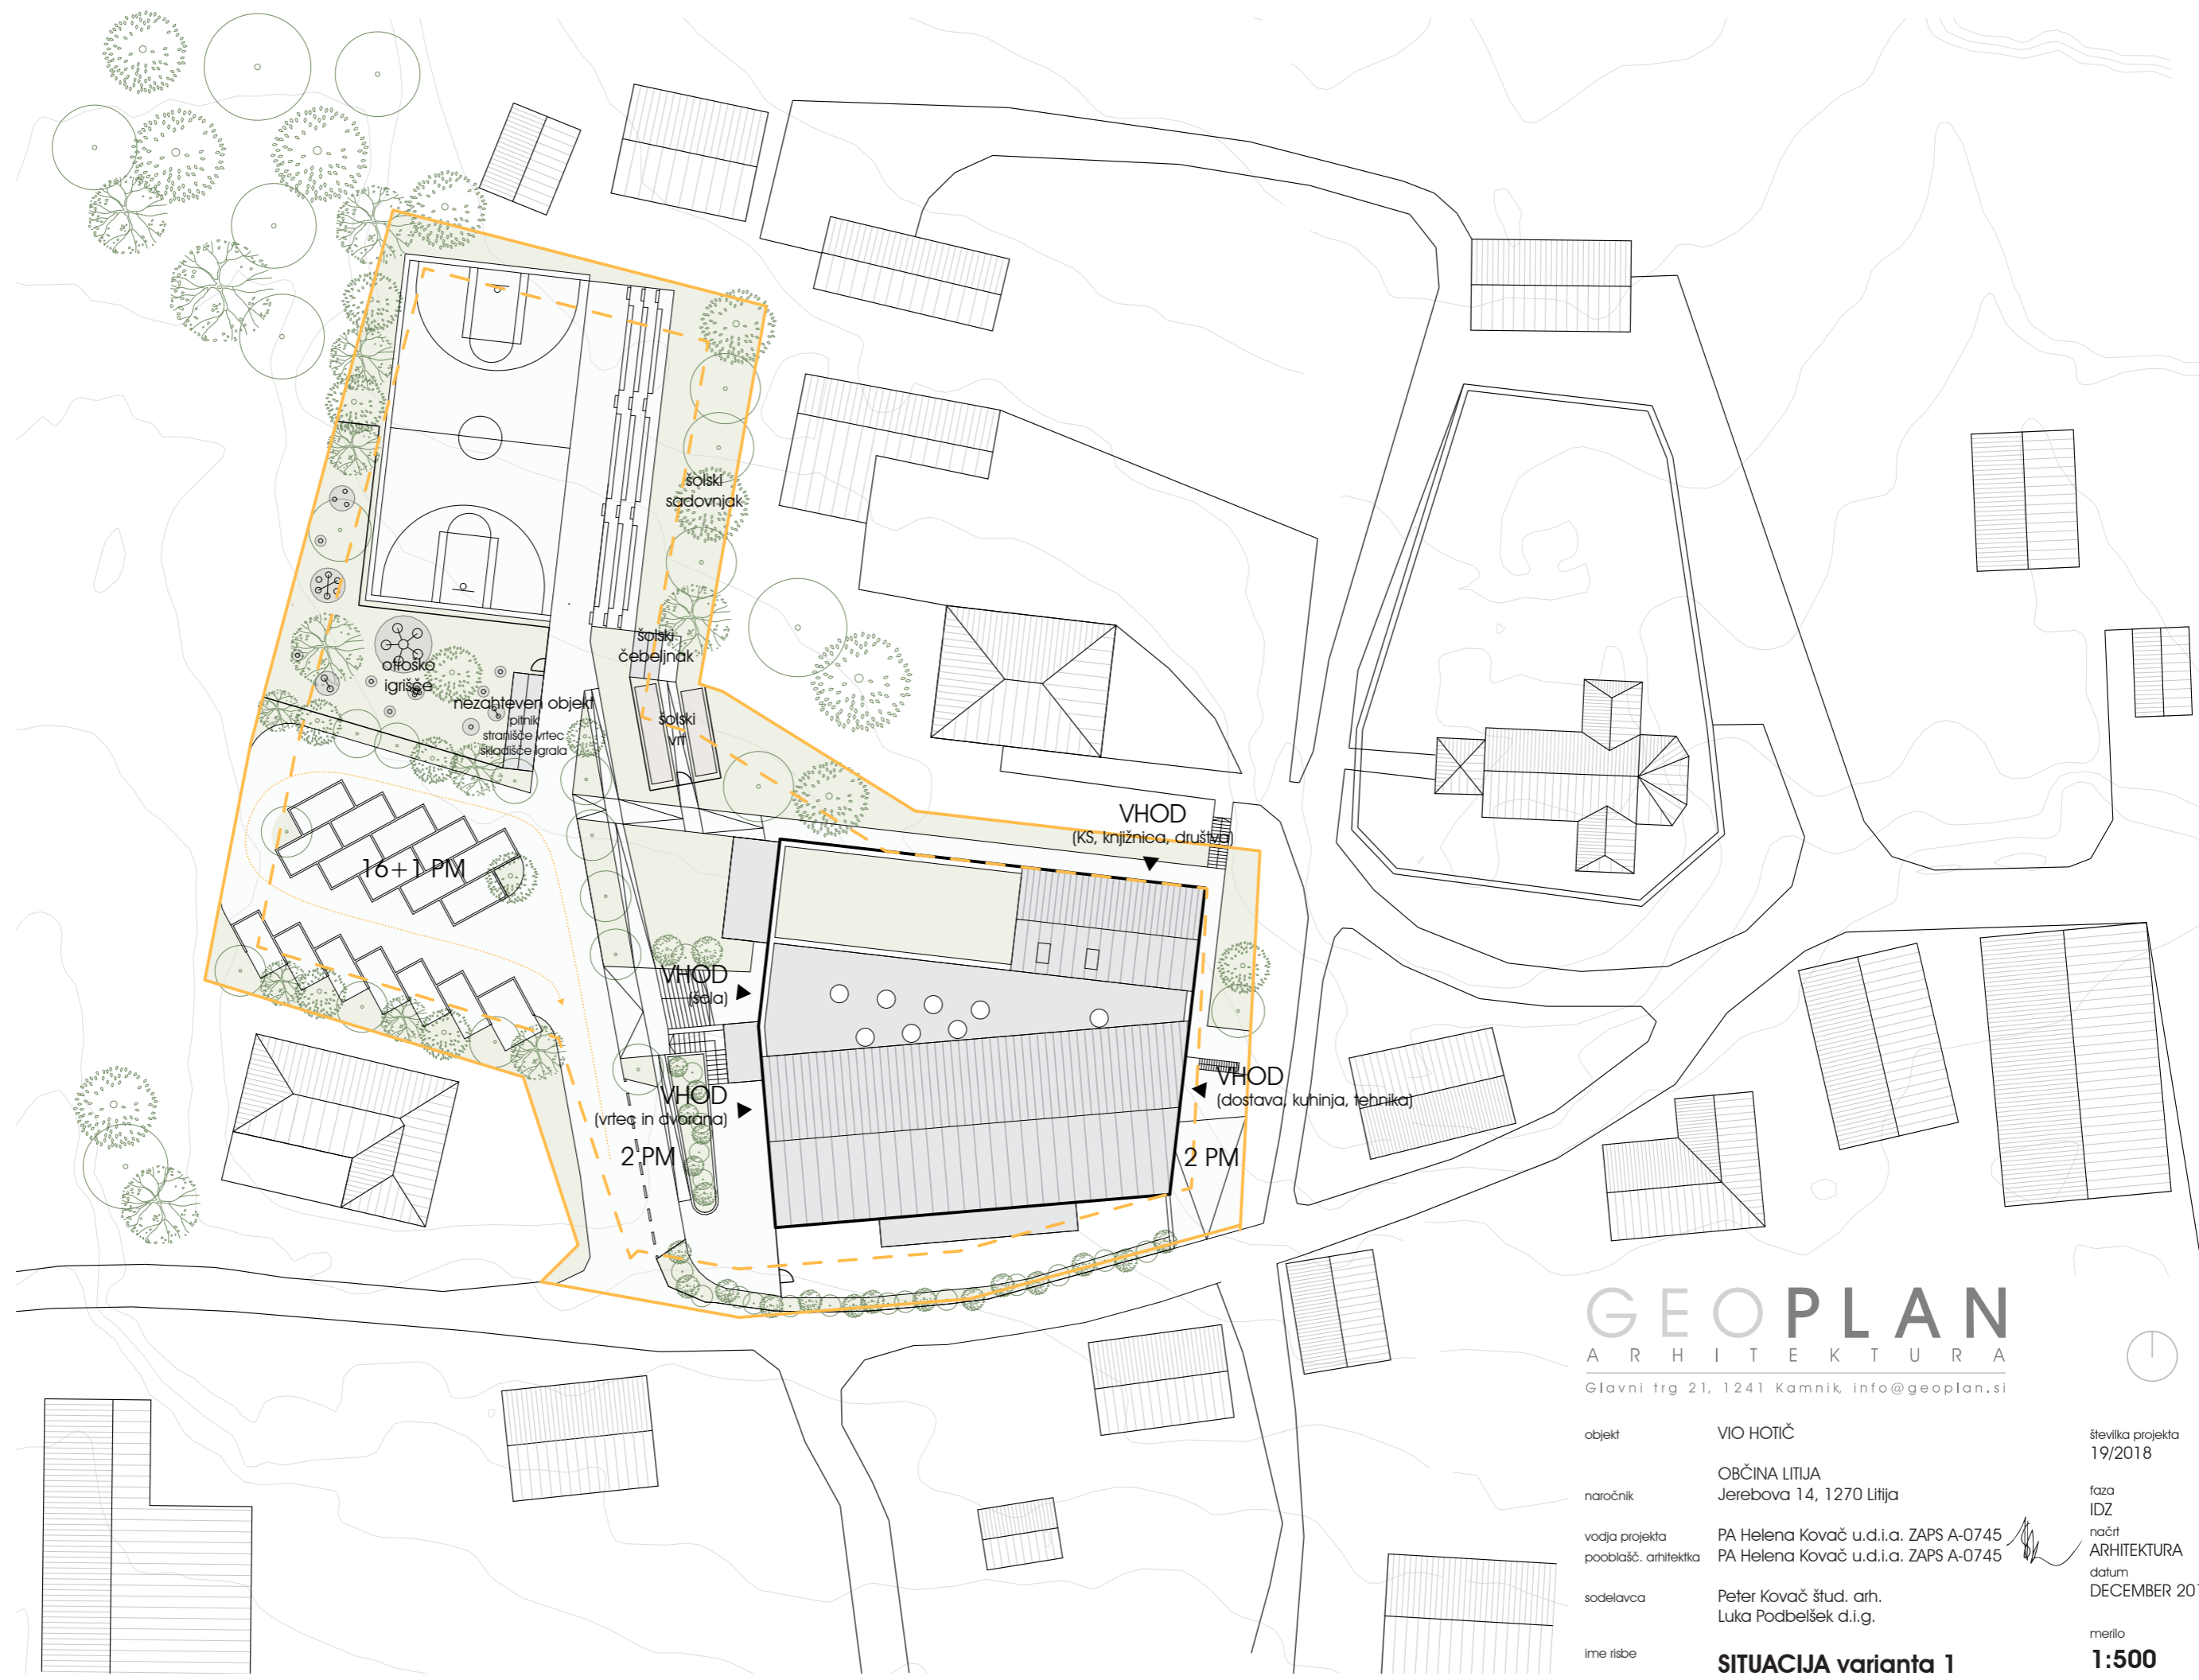 šolski
sadovnjak
šolski
čebeljnak
otroško
igrišče
nezahteven objekt
pitnik
stranišče vrtec
skladišče igrala
šolski
vrt
VHOD
(KS, knjižnica, društva)
16+1 PM
VHOD
(šola)
VHOD
(vrtec in dvorana)
2 PM
VHOD
(dostava, kuhinja, tehnika)
2 PM
GEOPLAN
ARHITEKTURA
Glavni trg 21, 1241 Kamnik, info@geoplan.si
objekt VIO HOTIČ
številka projekta
19/2018
OBČINA LITIJA
naročnik Jerebova 14, 1270 Litija
faza
IDZ
vodja projekta PA Helena Kovač u.d.i.a. ZAPS A-0745
pooblašč. arhitektka PA Helena Kovač u.d.i.a. ZAPS A-0745
načrt
ARHITEKTURA
datum
DECEMBER 201
sodelavca Peter Kovač štud. arh.
Luka Podbelšek d.i.g.
merilo
1:500
ime risbe SITUACIJA varianta 1